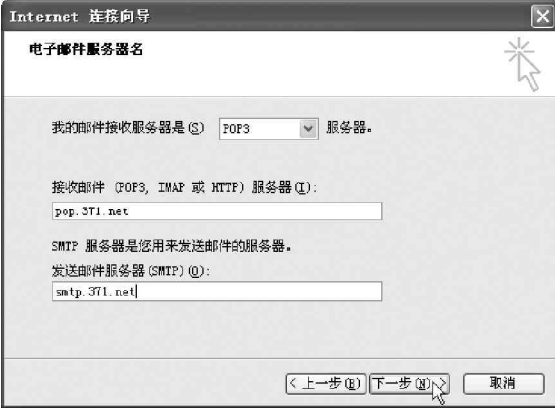 Internet 连接向导
电子邮件服务器名
我的邮件接收服务器是(S) POP3 服务器。
接收邮件 (POP3, IMAP 或 HTTP) 服务器(I):
pop.371.net
SMTP 服务器是您用来发送邮件的服务器。
发送邮件服务器(SMTP)(O):
smtp.371.net
< 上一步(B) 下一步(N) > 取消